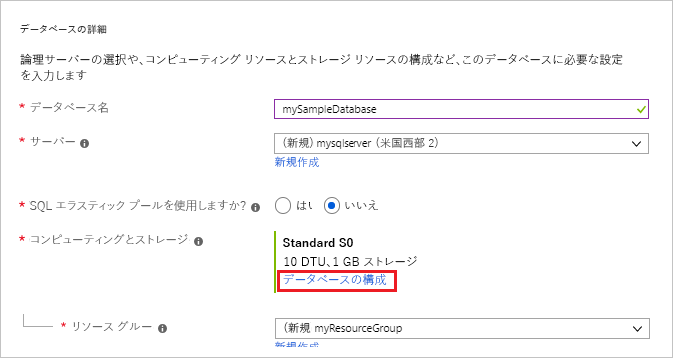 データベースの詳細
論理サーバーの選択や、コンピューティング リソースとストレージ リソースの構成など、このデータベースに必要な設定
を入力します
* データベース名
mySampleDatabase
* サーバー
(新規) mysqlserver (米国西部 2)
新規作成
* SQL エラスティック プールを使用しますか?
はい
いいえ
* コンピューティングとストレージ
Standard S0
10 DTU、1 GB ストレージ
データベースの構成
* リソース グルー
(新規 myResourceGroup
新規作成